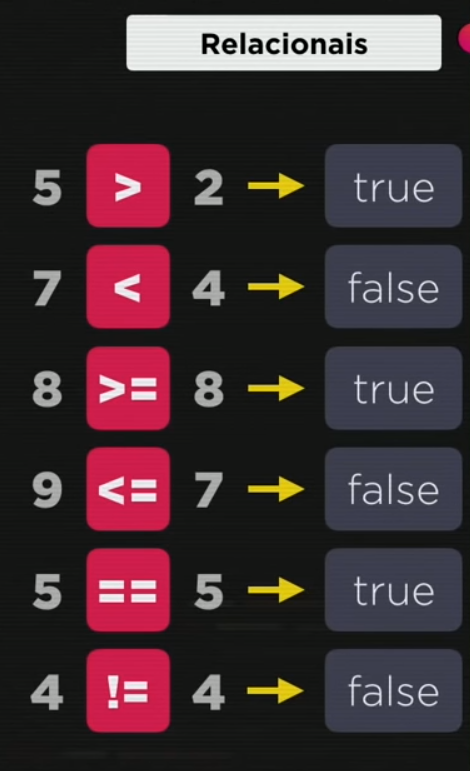 Relacionais
5 > 2 → true
7 < 4 → false
8 >= 8 → true
9 <= 7 → false
5 == 5 → true
4 != 4 → false